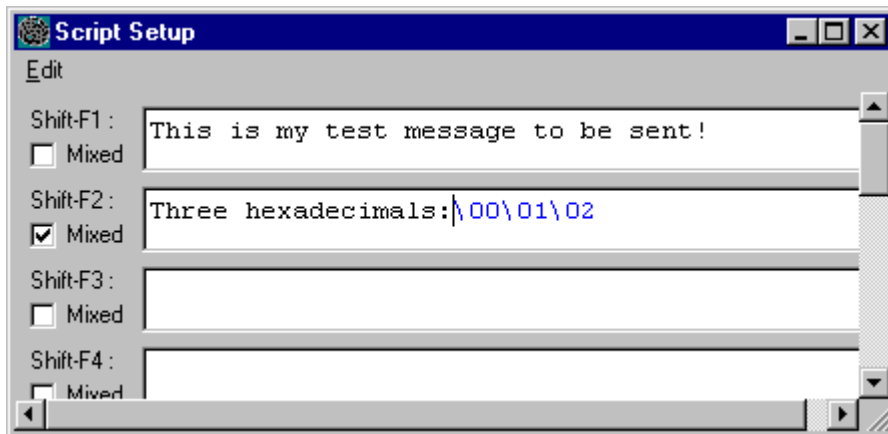 Script Setup
Edit
Shift-F1 :
This is my test message to be sent!
Mixed
Shift-F2 :
Three hexadecimals:\00\01\02
Mixed
Shift-F3 :
Mixed
Shift-F4 :
Mixed